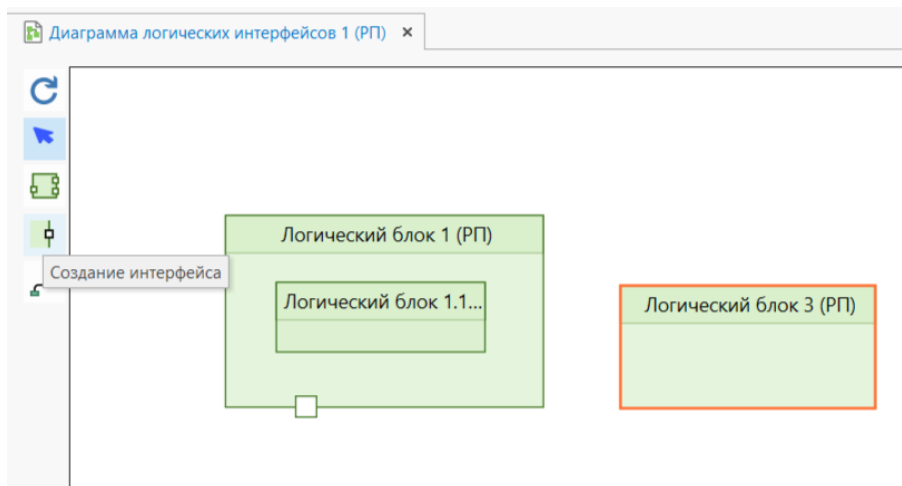 Диаграмма логических интерфейсов 1 (РП)
Логический блок 1 (РП)
Создание интерфейса
Логический блок 1.1...
Логический блок 3 (РП)